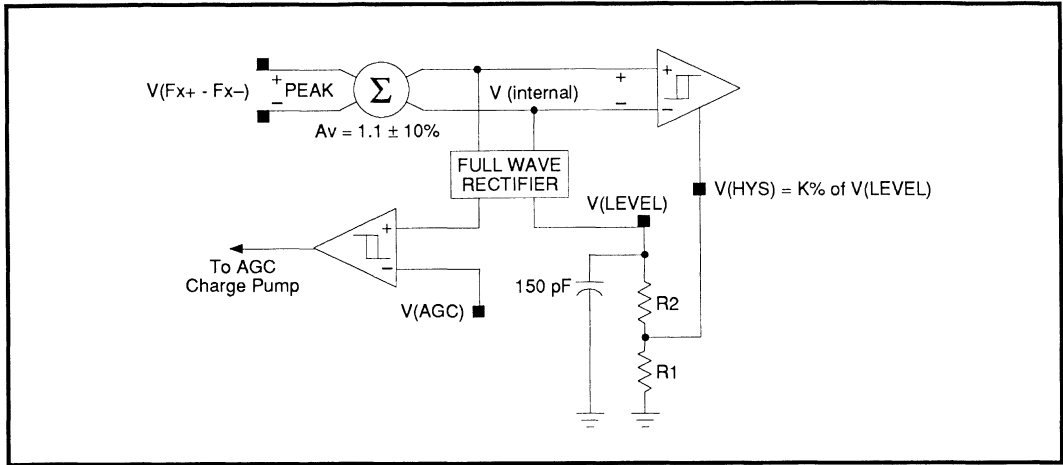 V(Fx+ - Fx–)
+
PEAK
–
Σ
Av = 1.1 ± 10%
V (internal)
+
–
+
–
FULL WAVE
RECTIFIER
V(HYS) = K% of V(LEVEL)
V(LEVEL)
+
–
To AGC
Charge Pump
V(AGC)
150 pF
R2
R1